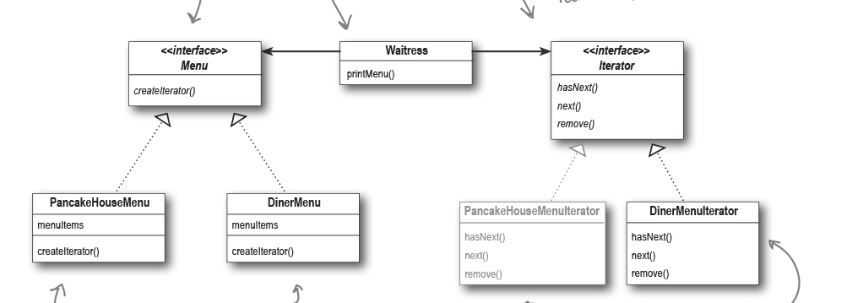 <<interface>>
Menu
createIterator()
Waitress
printMenu()
<<interface>>
Iterator
hasNext()
next()
remove()
PancakeHouseMenu
menuItems
createIterator()
DinerMenu
menuItems
createIterator()
PancakeHouseMenuIterator
hasNext()
next()
remove()
DinerMenuIterator
hasNext()
next()
remove()